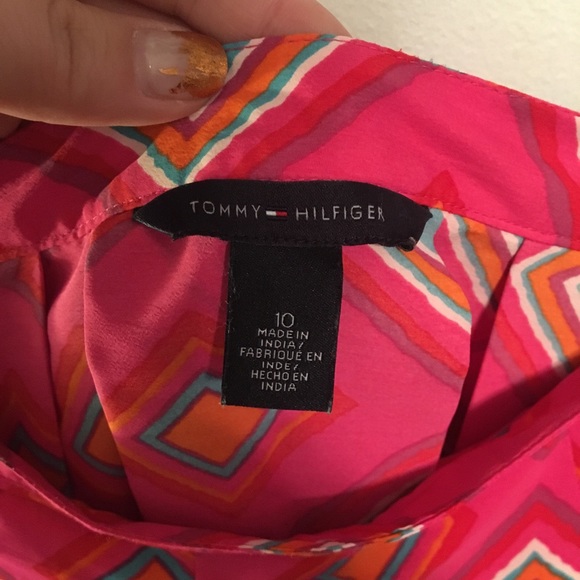 TOMMY HILFIGER
10
MADE IN
INDIA/
FABRIQUÉ EN
INDE/
HECHO EN
INDIA